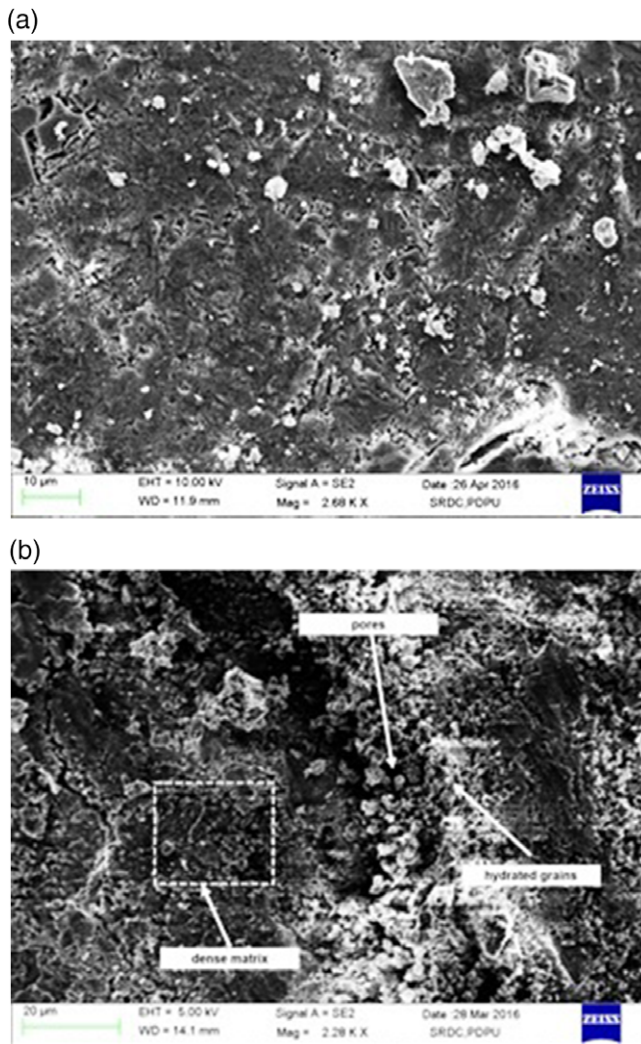 (a)
10 µm EHT = 10.00 kV Signal A = SE2 Date :26 Apr 2016
WD = 11.9 mm Mag = 2.68 K X SRDC,PDPU
ZEISS
(b)
pores
hydrated grains
dense matrix
20 µm EHT = 5.00 kV Signal A = SE2 Date :28 Mar 2016
WD = 14.1 mm Mag = 2.28 K X SRDC,PDPU
ZEISS